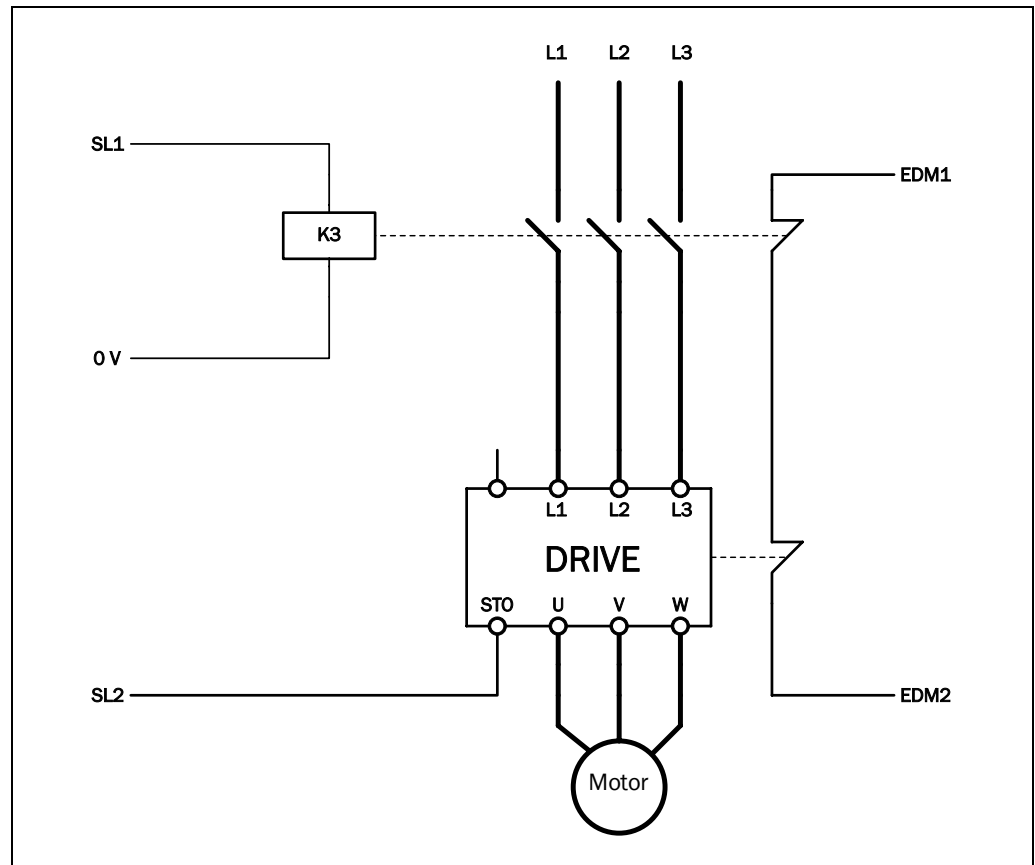 L1 L2 L3
SL1
EDM1
K3
0 V
L1 L2 L3
DRIVE
STO U V W
SL2
EDM2
Motor